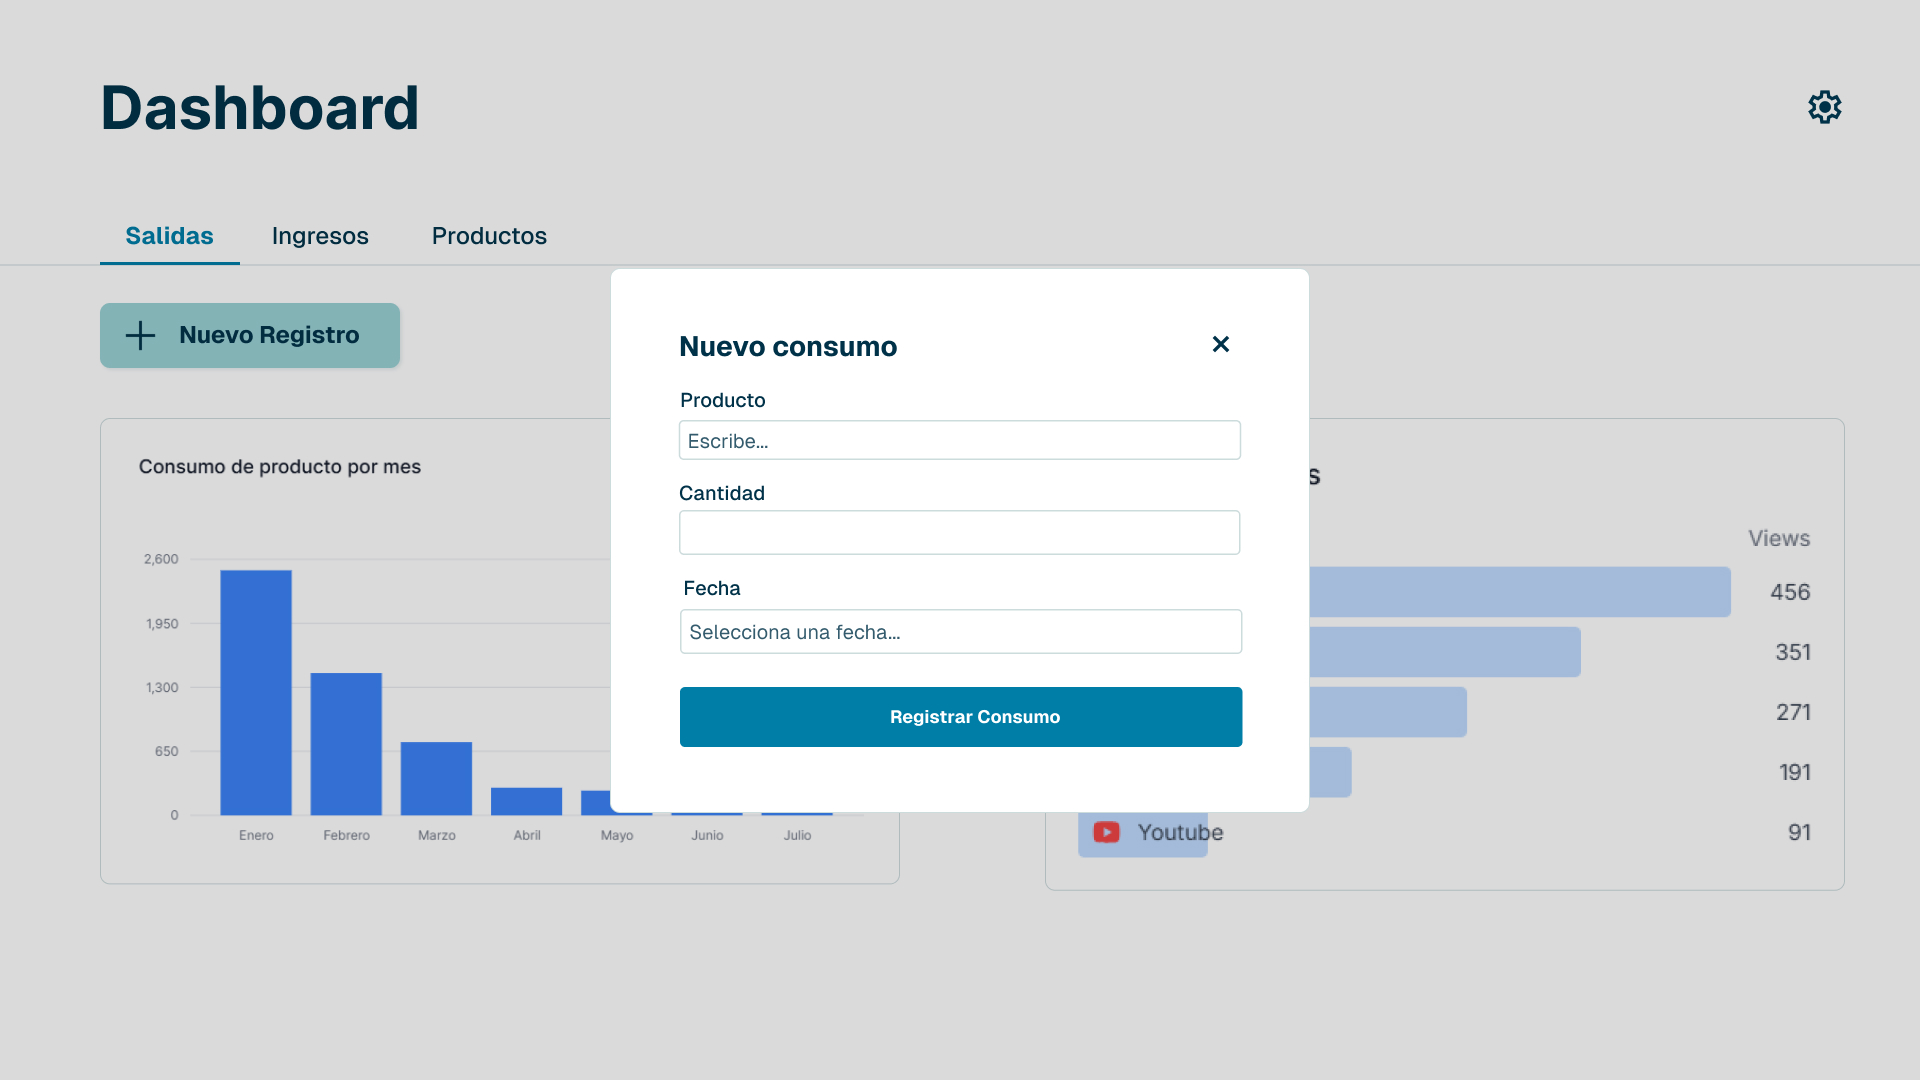 Dashboard
Salidas Ingresos Productos
Nuevo Registro
Nuevo consumo
Producto
Escribe...
Cantidad
Fecha
Selecciona una fecha...
Registrar Consumo
Consumo de producto por mes
2,600
1,950
1,300
650
0
Enero Febrero Marzo Abril Mayo Junio Julio
s
Views
456
351
271
191
Youtube 91